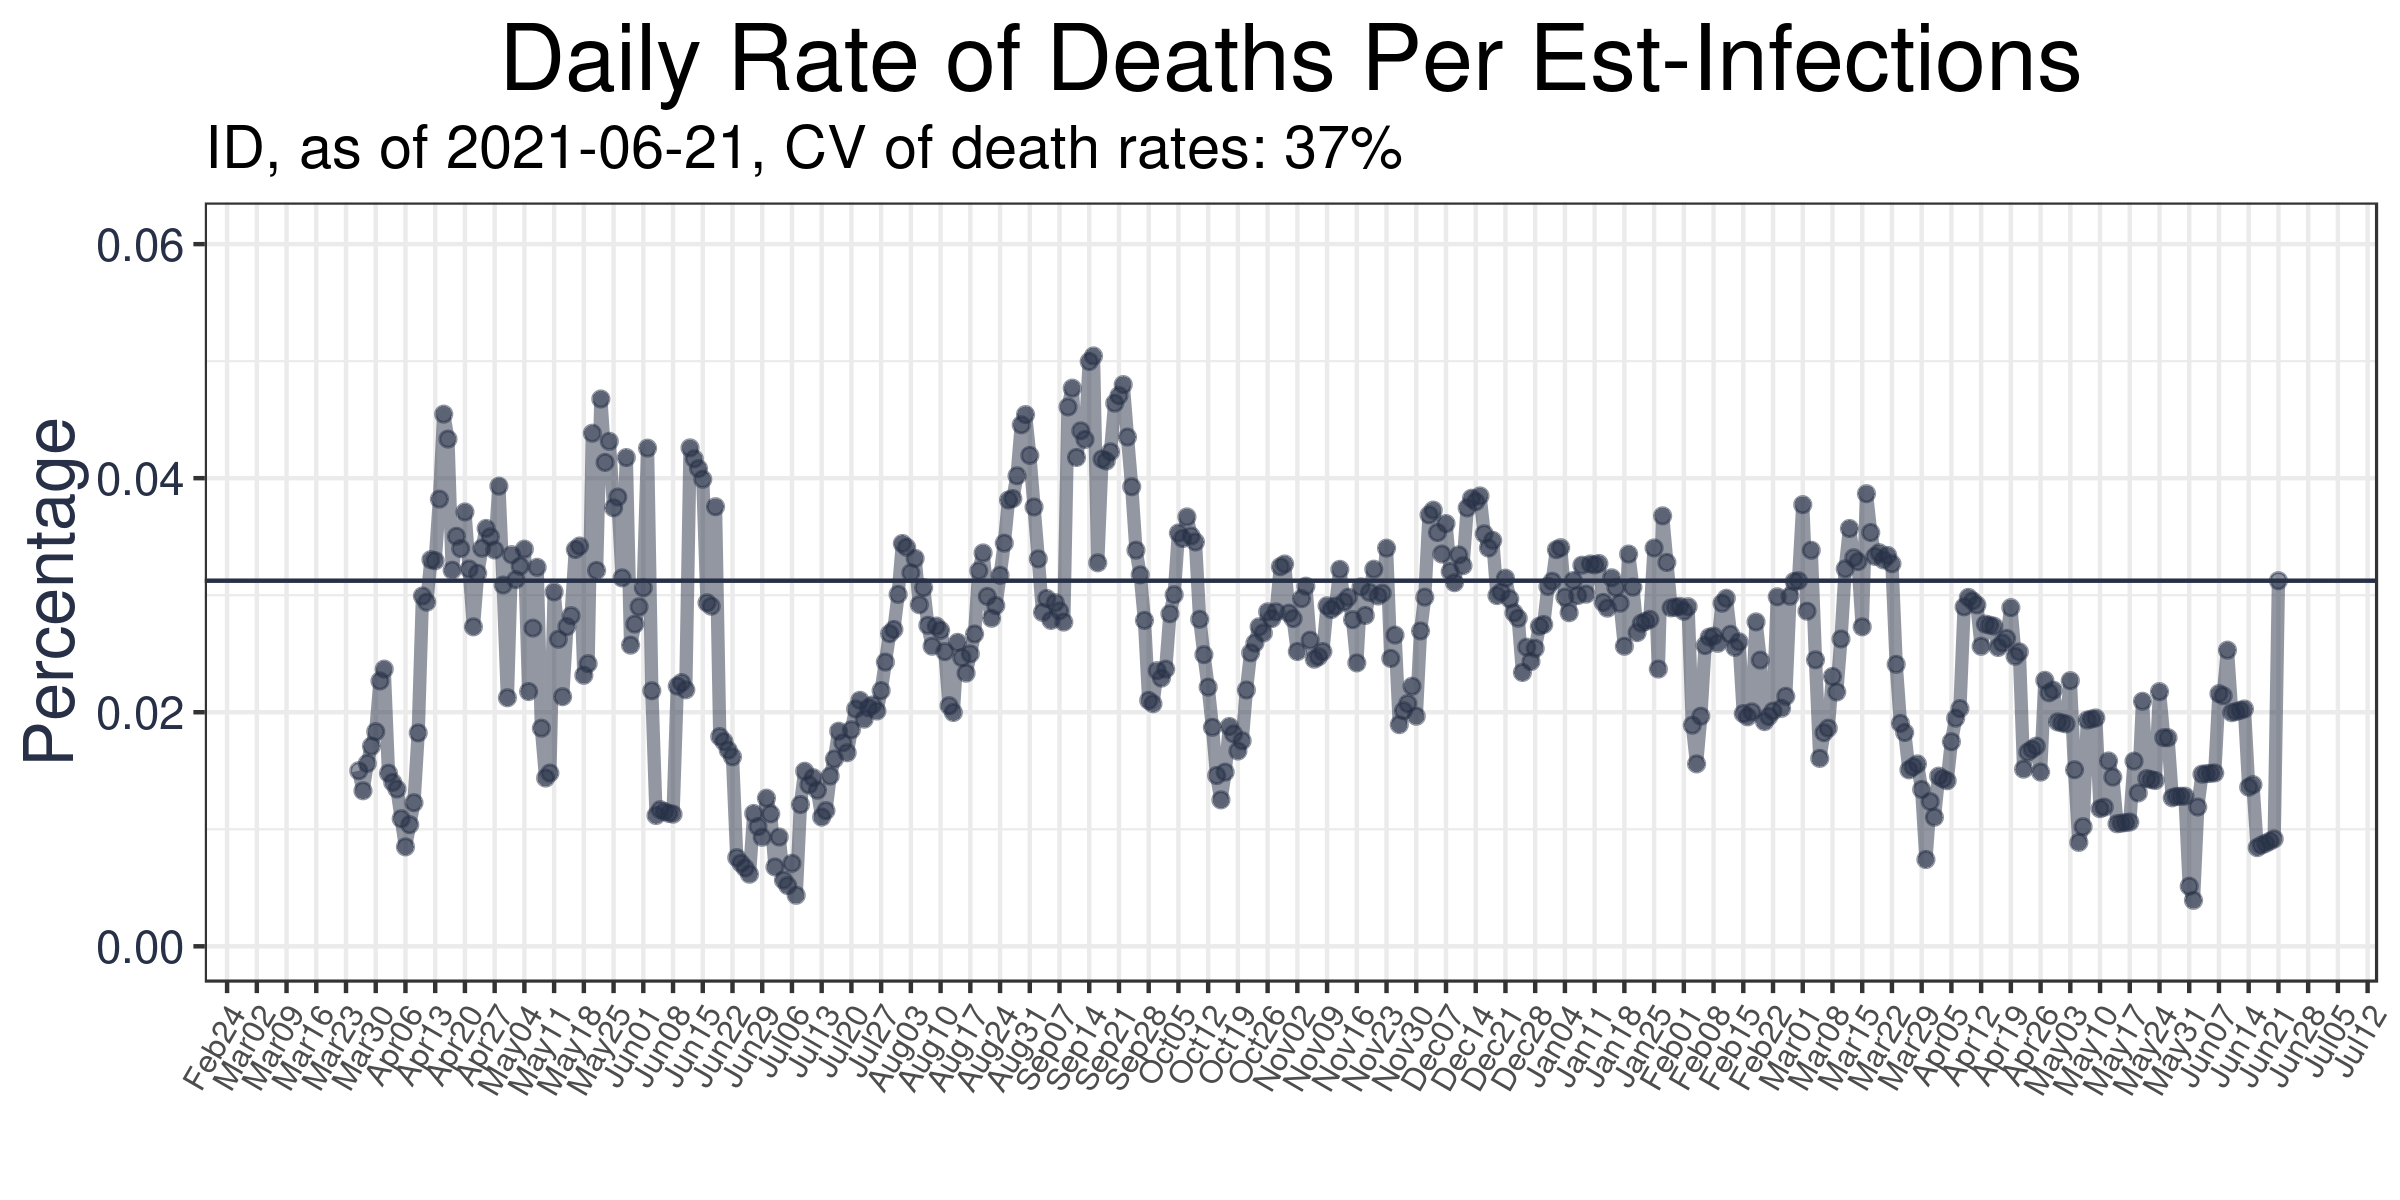 Daily Rate of Deaths Per Est-Infections
ID, as of 2021-06-21, CV of death rates: 37%
Percentage
0.06
0.04
0.02
0.00
Feb24
Mar02
Mar09
Mar16
Mar23
Mar30
Apr06
Apr13
Apr20
Apr27
May04
May11
May18
May25
Jun01
Jun08
Jun15
Jun22
Jun29
Jul06
Jul13
Jul20
Jul27
Aug03
Aug10
Aug17
Aug24
Aug31
Sep07
Sep14
Sep21
Sep28
Oct05
Oct12
Oct19
Oct26
Nov02
Nov09
Nov16
Nov23
Nov30
Dec07
Dec14
Dec21
Dec28
Jan04
Jan11
Jan18
Jan25
Feb01
Feb08
Feb15
Feb22
Mar01
Mar08
Mar15
Mar22
Mar29
Apr05
Apr12
Apr19
Apr26
May03
May10
May17
May24
May31
Jun07
Jun14
Jun21
Jun28
Jul05
Jul12